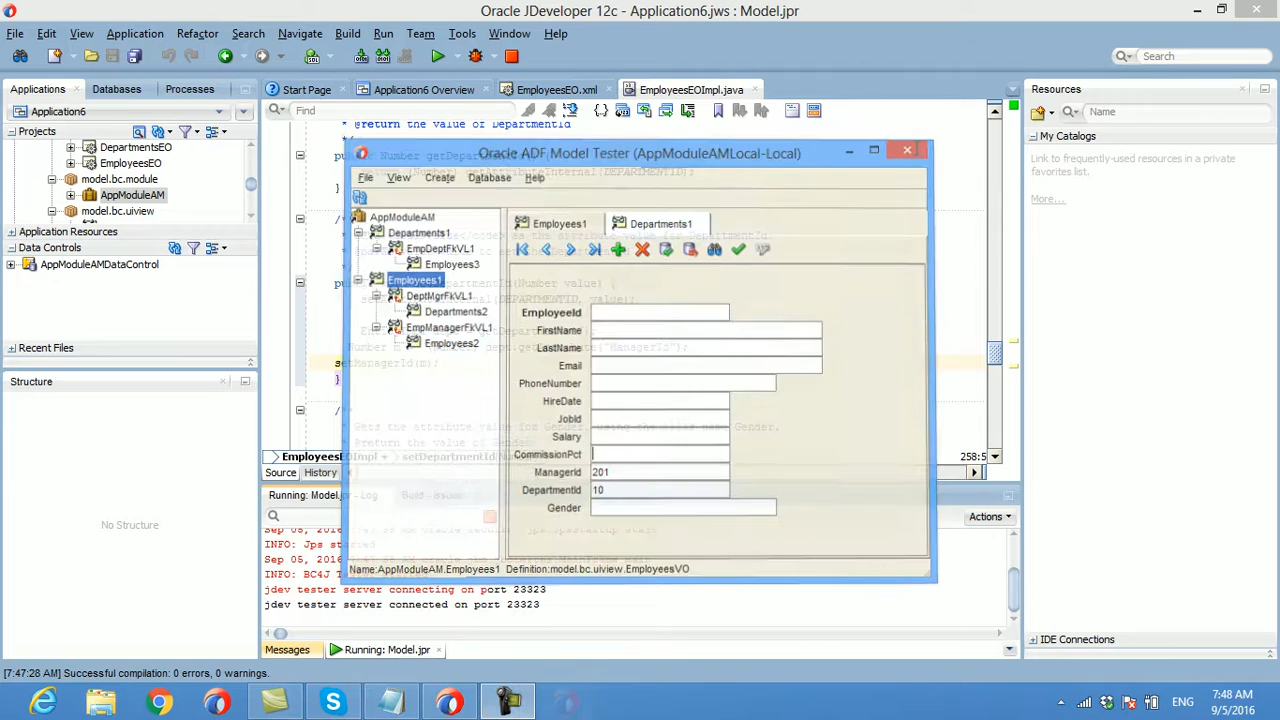 Oracle JDeveloper 12c - Application6.jws : Model.jpr
File Edit View Application Refactor Search Navigate Build Run Team Tools Window Help
Search
Applications Databases Processes
Start Page Application6 Overview EmployeesEO.xml EmployeesEOImpl.java
Resources
Application6
Find
Name
Projects
DepartmentsEO
EmployeesEO
model.bc.module
AppModuleAM
model.bc.uiview
Application Resources
Data Controls
AppModuleAMDataControl
Recent Files
Structure
No Structure
My Catalogs
Link to frequently-used resources in a private
favorites list.
More...
IDE Connections
@return the value of DepartmentId
Oracle ADF Model Tester (AppModuleAMLocal-Local)
File View Create Database Help
AppModuleAM
Departments1
EmpDeptFkVL1
Employees3
Employees1
DeptMgrFkVL1
Departments2
EmpManagerFkVL1
Employees2
Employees1 Departments1
EmployeeId
FirstName
LastName
Email
PhoneNumber
HireDate
JobId
Salary
CommissionPct
ManagerId 201
DepartmentId 10
Gender
Name:AppModuleAM.Employees1 Definition:model.bc.uiview.EmployeesVO
setManagerId(m);
}
EmployeesEOImpl
258:5
Source History
Running: Model.jpr - Log
Actions
INFO: Jps started
jdev tester server connecting on port 23323
jdev tester server connected on port 23323
Messages Running: Model.jpr
[7:47:28 AM] Successful compilation: 0 errors, 0 warnings.
ENG
7:48 AM
9/5/2016